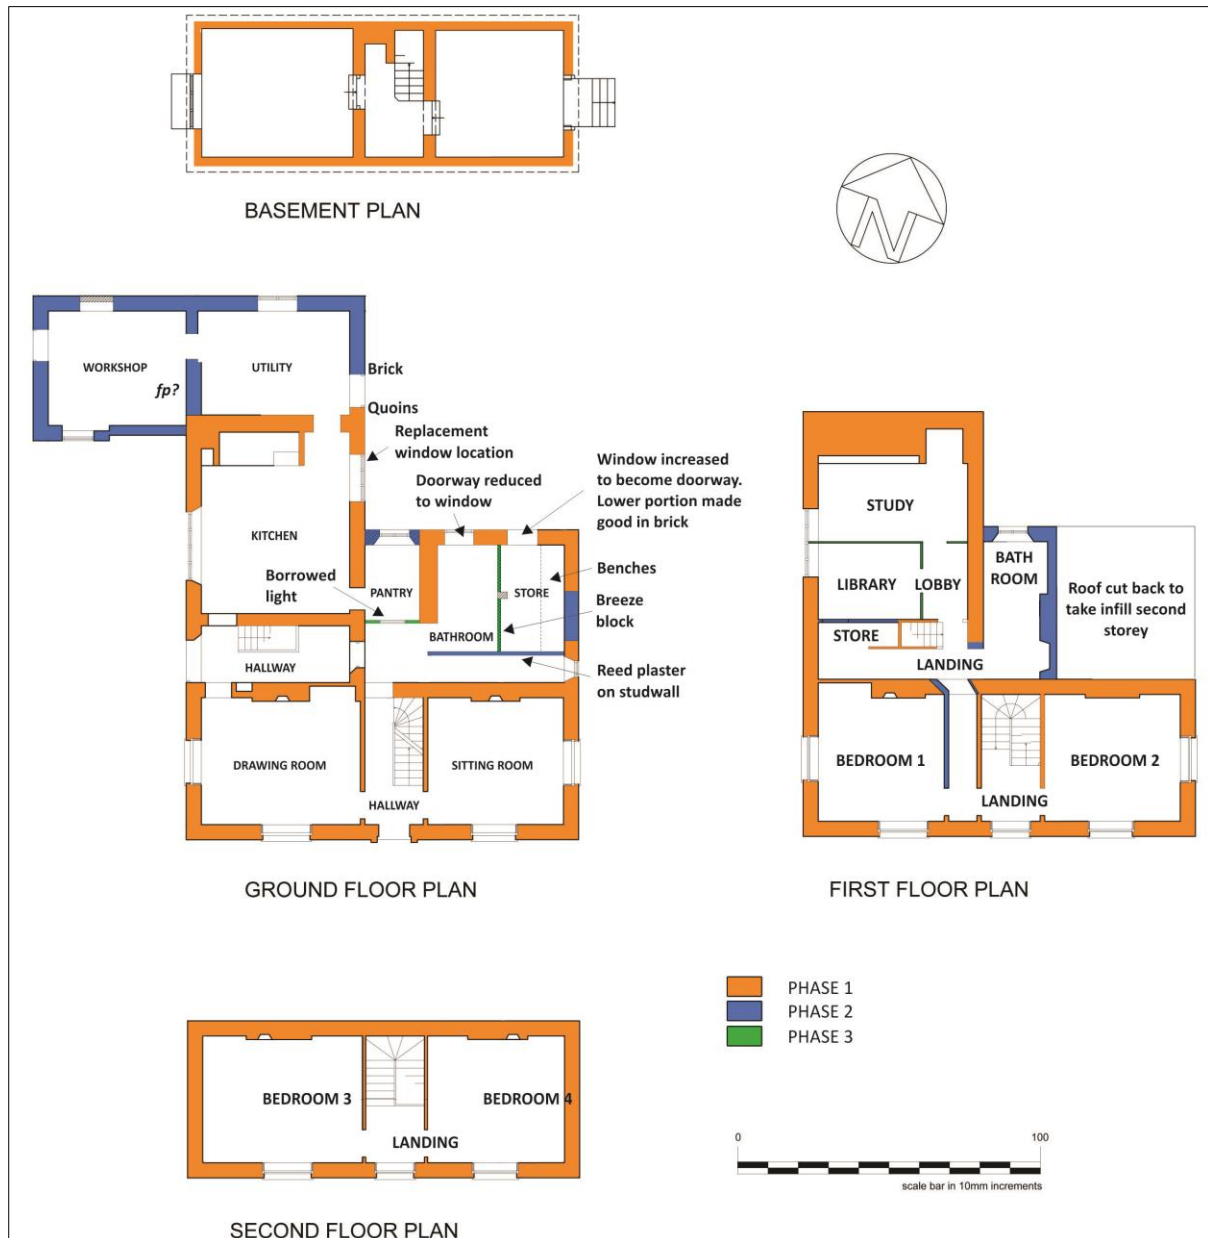 BASEMENT PLAN
N
WORKSHOP
fp?
UTILITY
Brick
Quoins
Replacement
window location
Doorway reduced
to window
Window increased
to become doorway.
Lower portion made
good in brick
KITCHEN
Borrowed
light
PANTRY
STORE
Benches
Breeze
block
BATHROOM
HALLWAY
Reed plaster
on studwall
DRAWING ROOM
SITTING ROOM
HALLWAY
GROUND FLOOR PLAN
STUDY
LIBRARY
LOBBY
BATH
ROOM
Roof cut back to
take infill second
storey
STORE
LANDING
BEDROOM 1
BEDROOM 2
LANDING
FIRST FLOOR PLAN
PHASE 1
PHASE 2
PHASE 3
BEDROOM 3
BEDROOM 4
LANDING
SECOND FLOOR PLAN
0
100
scale bar in 10mm increments